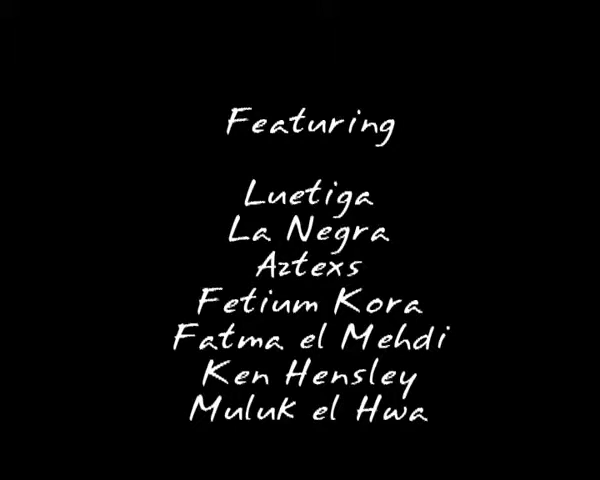 Featuring
Luetiga
La Negra
Aztexs
Fetium Kora
Fatma el Mehdi
Ken Hensley
Muluk el Hwa